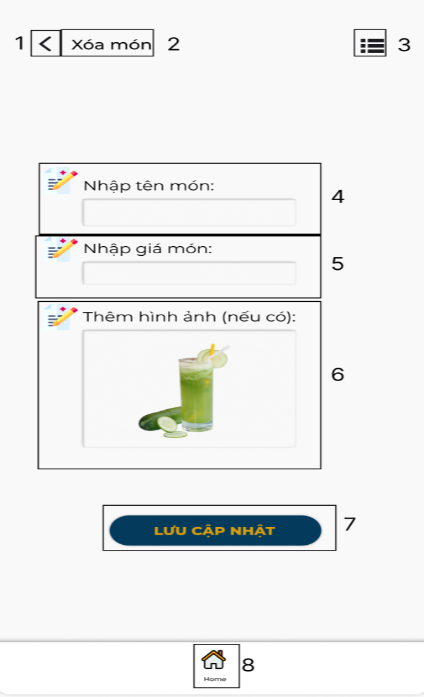 1 Xóa món 2 3
Nhập tên món:
4
Nhập giá món:
5
Thêm hình ảnh (nếu có):
6
LƯU CẬP NHẬT
7
Home
8